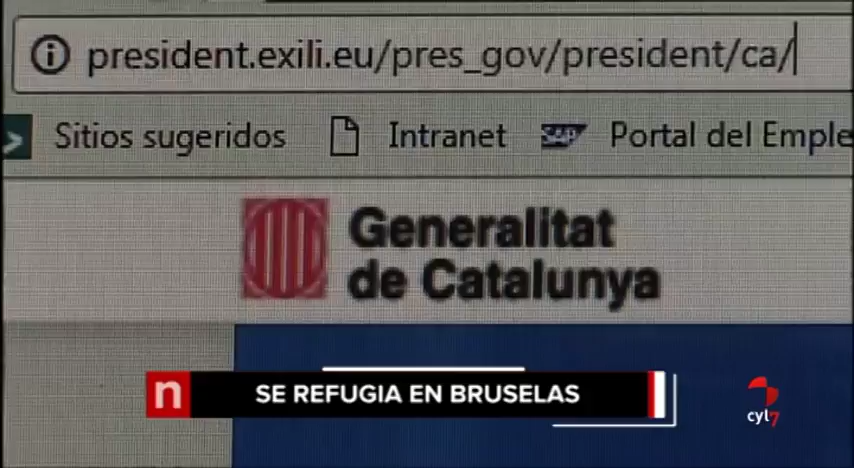 president.exili.eu/pres_gov/president/ca/
Sitios sugeridos Intranet SAP Portal del Emple
Generalitat
de Catalunya
n SE REFUGIA EN BRUSELAS
cyl7